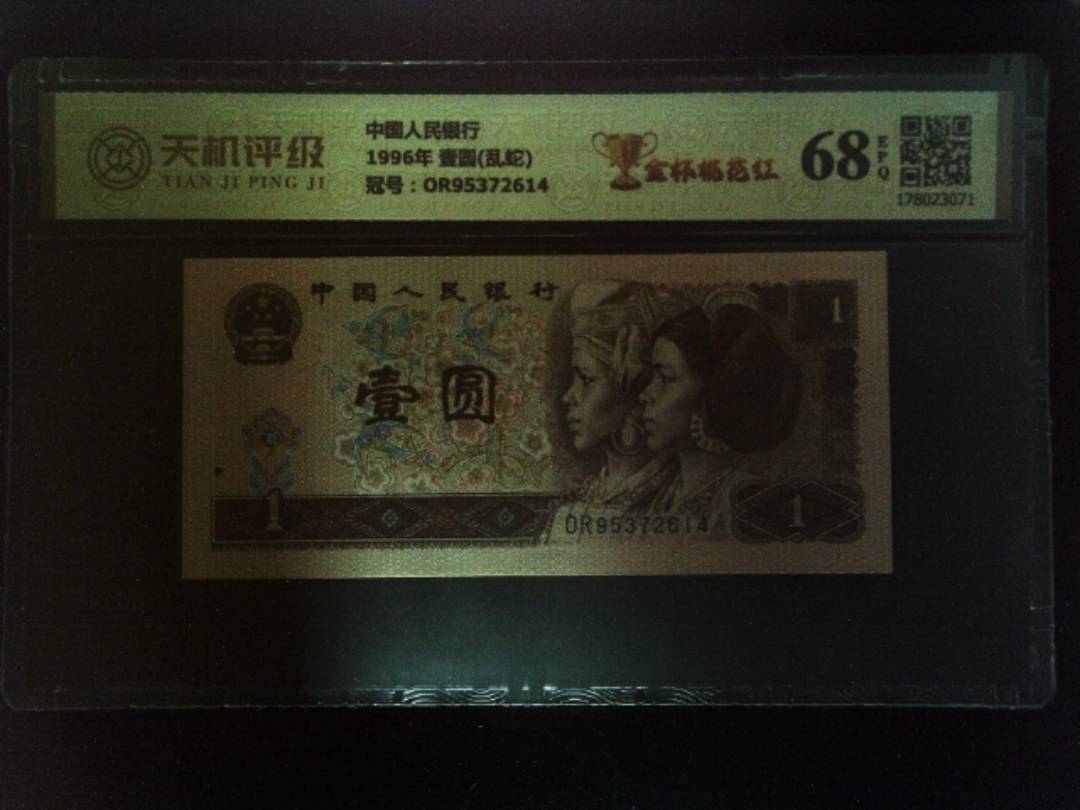 天机评级
TIAN JI PING JI
中国人民银行
1996年 壹圆(乱蛇)
冠号：OR95372614
金杯桃花红
68
EPQ
178023071
中国人民银行
壹圆
1
1
OR95372614
1